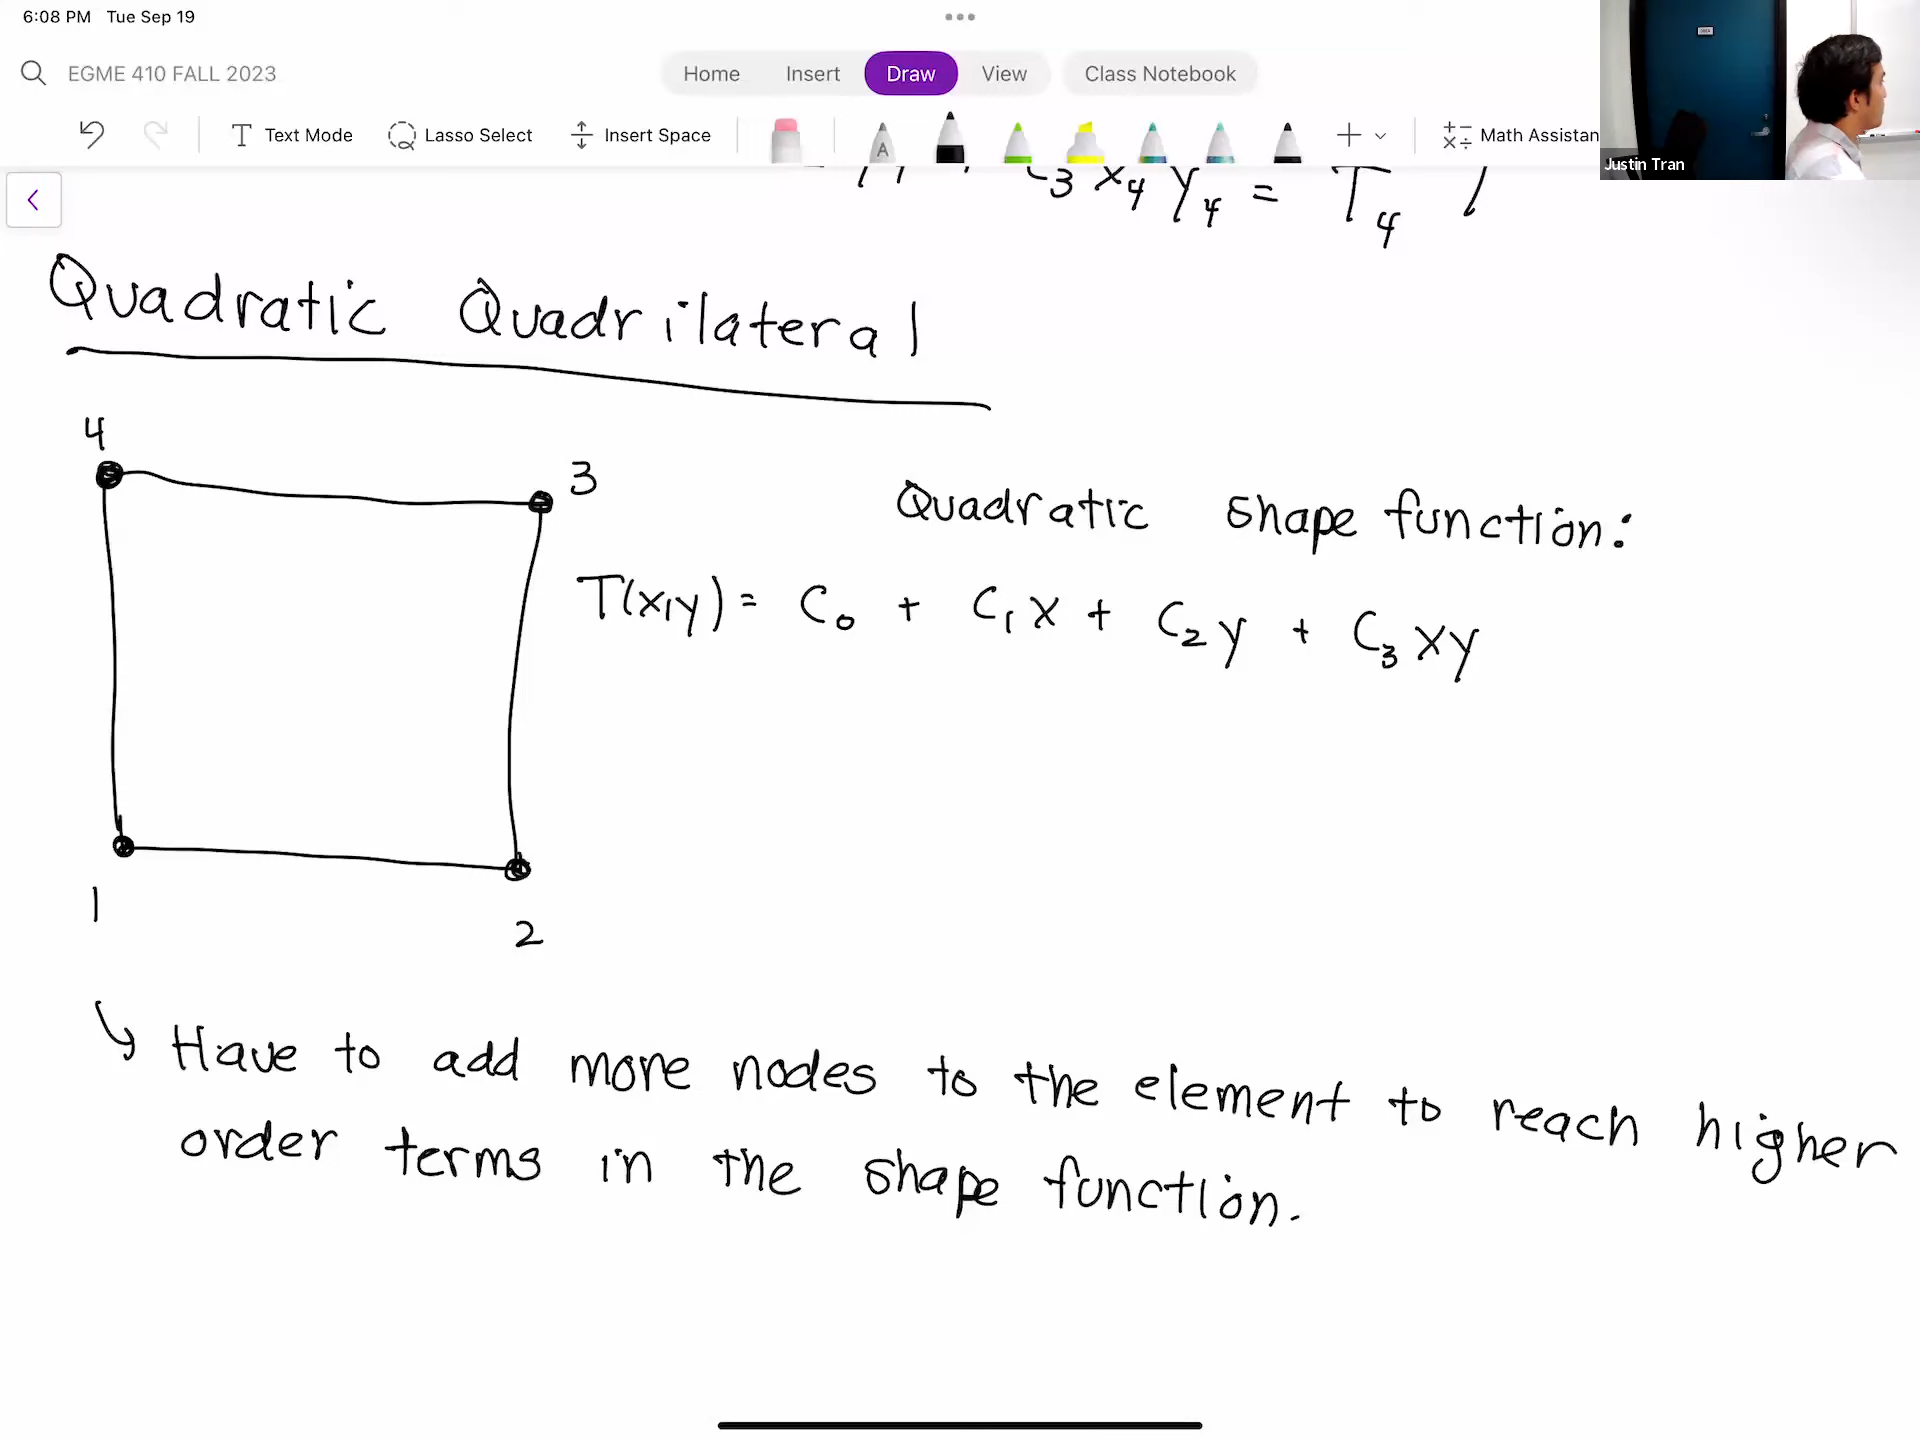 6:08 PM Tue Sep 19
EGME 410 FALL 2023
Home Insert Draw View Class Notebook
Text Mode Lasso Select Insert Space A Math Assistan
Justin Tran
C₃ x₄ y₄ = T₄
Quadratic Quadrilateral
4
3
Quadratic shape function:
T(x,y) = C₀ + C₁x + C₂y + C₃xy
1
2
↳ Have to add more nodes to the element to reach higher
order terms in the shape function.